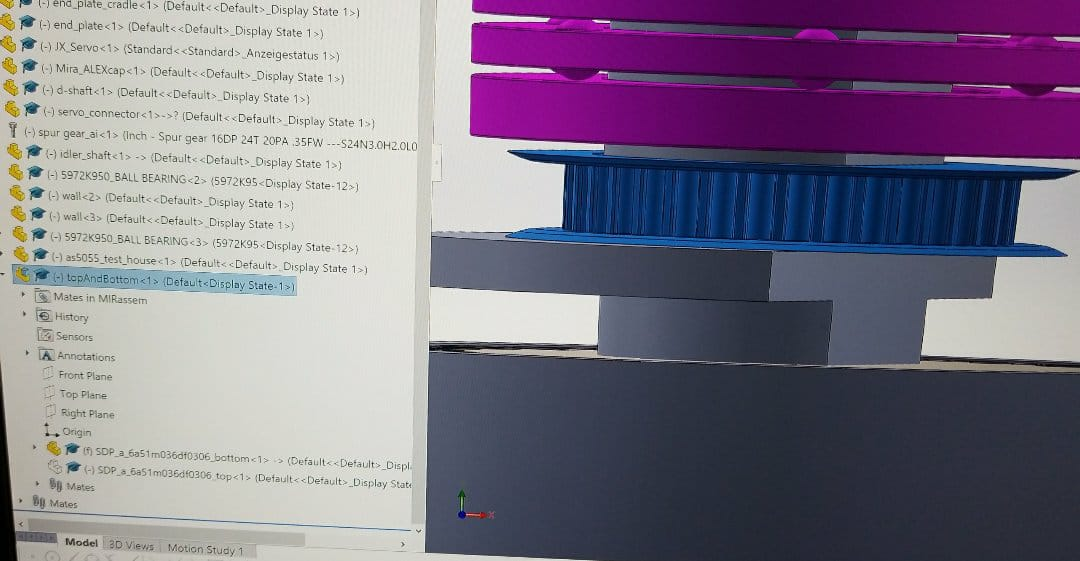 (-) end_plate_cradle<1> (Default<<Default>_Display State 1>)
(-) end_plate<1> (Default<<Default>_Display State 1>)
(-) JX_Servo<1> (Standard<<Standard>_Anzeigestatus 1>)
(-) Mira_ALEXcap<1> (Default<<Default>_Display State 1>)
(-) d-shaft<1> (Default<<Default>_Display State 1>)
(-) servo_connector<1>->? (Default<<Default>_Display State 1>)
(-) spur gear_ai<1> (Inch - Spur gear 16DP 24T 20PA .35FW ---S24N3.0H2.0L0
(-) idler_shaft<1> -> (Default<<Default>_Display State 1>)
(-) 5972K950_BALL BEARING<2> (5972K95<Display State-12>)
(-) wall<2> (Default<<Default>_Display State 1>)
(-) wall<3> (Default<<Default>_Display State 1>)
(-) 5972K950_BALL BEARING<3> (5972K95<Display State-12>)
(-) as5055_test_house<1> (Default<<Default>_Display State 1>)
(-) topAndBottom<1> (Default<Display State-1>)
Mates in MIRassem
History
Sensors
A Annotations
Front Plane
Top Plane
Right Plane
Origin
(f) SDP_a_6a51m036df0306_bottom<1> -> (Default<<Default>_Displ
(-) SDP_a_6a51m036df0306_top<1> (Default<<Default>_Display State
Mates
Mates
X
Model 3D Views Motion Study 1